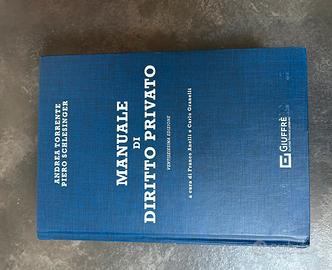 ANDREA TORRENTE
PIERO SCHLESINGER
MANUALE
DI
DIRITTO PRIVATO
VENTISEIESIMA EDIZIONE
a cura di Franco Anelli e Carlo Granelli
GIUFFRÈ